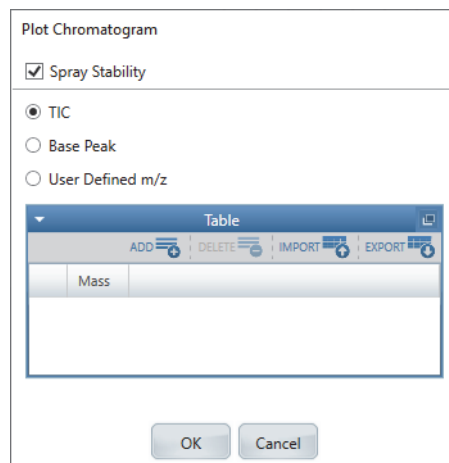 Plot Chromatogram
Spray Stability
TIC
Base Peak
User Defined m/z
Table
ADD DELETE IMPORT EXPORT
Mass
OK Cancel